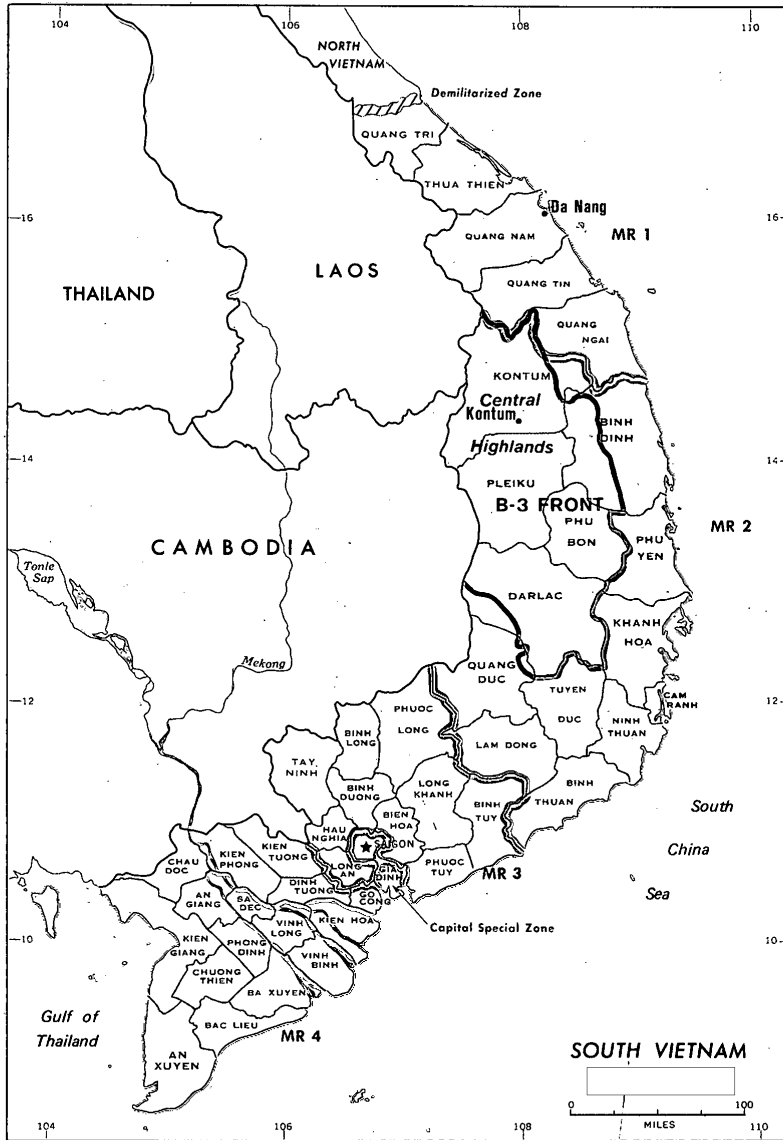 104
106
108
110
NORTH
VIETNAM
Demilitarized Zone
QUANG TRI
THUA THIEN
16
Da Nang
16
QUANG NAM
MR 1
LAOS
THAILAND
QUANG TIN
QUANG
NGAI
KONTUM
Central
Kontum
BINH
DINH
Highlands
14
14
PLEIKU
B-3 FRONT
PHU
BON
MR 2
PHU
YEN
CAMBODIA
Tonle
Sap
DARLAC
KHANH
HOA
Mekong
QUANG
DUC
12
TUYEN
DUC
CAM
RANH
12
PHUOC
LONG
NINH
THUAN
BINH
LONG
LAM DONG
TAY
NINH
BINH
DUONG
LONG
KHANH
BINH
THUAN
BINH
TUY
South
China
Sea
BIEN
HOA
HAU
NGHIA
SAIGON
KIEN
TUONG
KIEN
PHONG
CHAU
DOC
LONG
AN
GIA
DINH
PHUOC
TUY
MR 3
DINH
TUONG
GO
CONG
AN
GIANG
SA
DEC
KIEN HOA
Capital Special Zone
VINH
LONG
10
10
KIEN
GIANG
PHONG
DINH
VINH
BINH
CHUONG
THIEN
BA XUYEN
Gulf of
Thailand
BAC LIEU
MR 4
AN
XUYEN
SOUTH VIETNAM
0
100
MILES
104
106
108
110